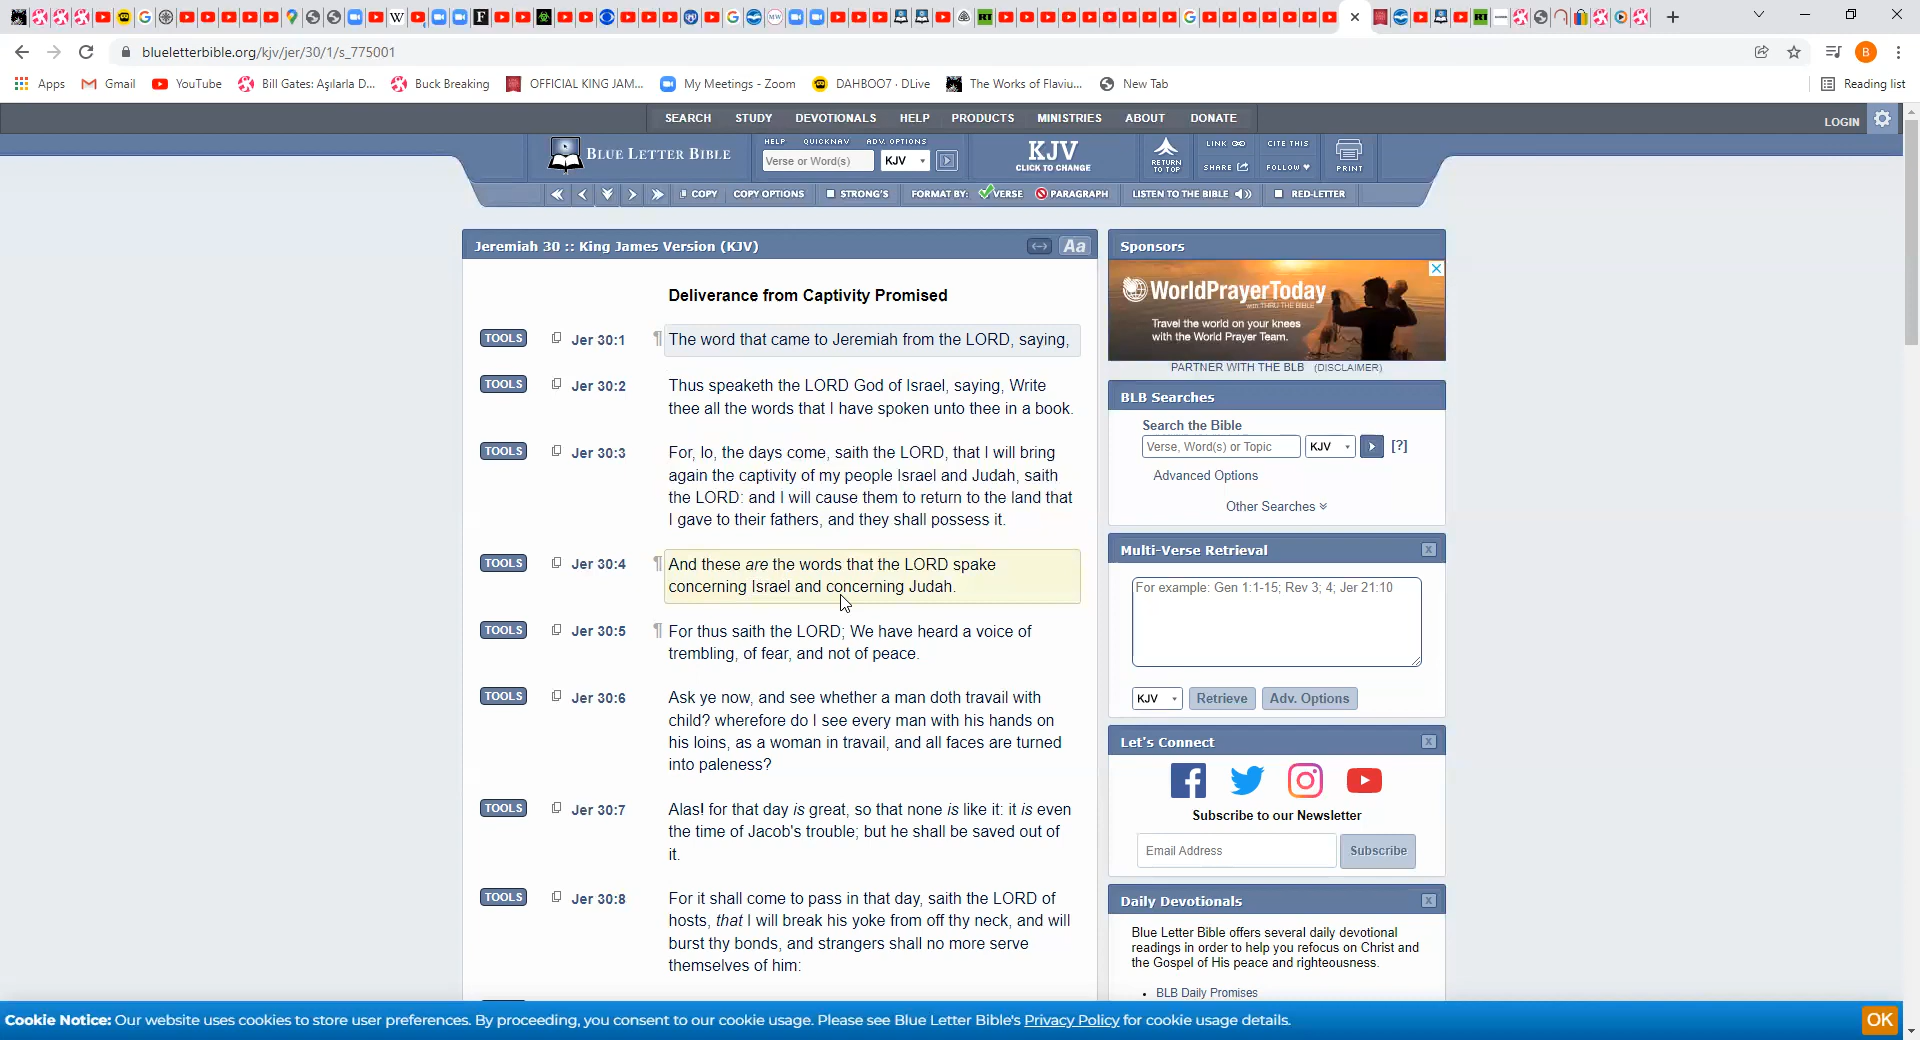 blueletterbible.org/kjv/jer/30/1/s_775001
B
Apps Gmail YouTube Bill Gates: Aşılarla D... Buck Breaking OFFICIAL KING JAM... My Meetings - Zoom DAHBOO7 · DLive The Works of Flaviu... New Tab Reading list
SEARCH STUDY DEVOTIONALS HELP PRODUCTS MINISTRIES ABOUT DONATE LOGIN
BLUE LETTER BIBLE
HELP QUICKNAV ADV. OPTIONS
Verse or Word(s) KJV
KJV
CLICK TO CHANGE
RETURN
TO TOP
LINK CITE THIS
SHARE FOLLOW PRINT
COPY COPY OPTIONS STRONG'S FORMAT BY: VERSE PARAGRAPH LISTEN TO THE BIBLE RED-LETTER
Jeremiah 30 :: King James Version (KJV) Aa
Deliverance from Captivity Promised
TOOLS Jer 30:1 ¶ The word that came to Jeremiah from the LORD, saying,
TOOLS Jer 30:2 Thus speaketh the LORD God of Israel, saying, Write
thee all the words that I have spoken unto thee in a book.
TOOLS Jer 30:3 For, lo, the days come, saith the LORD, that I will bring
again the captivity of my people Israel and Judah, saith
the LORD: and I will cause them to return to the land that
I gave to their fathers, and they shall possess it.
TOOLS Jer 30:4 ¶ And these are the words that the LORD spake
concerning Israel and concerning Judah.
TOOLS Jer 30:5 ¶ For thus saith the LORD; We have heard a voice of
trembling, of fear, and not of peace.
TOOLS Jer 30:6 Ask ye now, and see whether a man doth travail with
child? wherefore do I see every man with his hands on
his loins, as a woman in travail, and all faces are turned
into paleness?
TOOLS Jer 30:7 Alas! for that day is great, so that none is like it: it is even
the time of Jacob's trouble; but he shall be saved out of
it.
TOOLS Jer 30:8 For it shall come to pass in that day, saith the LORD of
hosts, that I will break his yoke from off thy neck, and will
burst thy bonds, and strangers shall no more serve
themselves of him:
Sponsors
WorldPrayerToday
with THRU THE BIBLE
Travel the world on your knees
with the World Prayer Team.
PARTNER WITH THE BLB (DISCLAIMER)
BLB Searches
Search the Bible
Verse, Word(s) or Topic KJV [?]
Advanced Options
Other Searches
Multi-Verse Retrieval
For example: Gen 1:1-15; Rev 3; 4; Jer 21:10
KJV Retrieve Adv. Options
Let's Connect
Subscribe to our Newsletter
Email Address Subscribe
Daily Devotionals
Blue Letter Bible offers several daily devotional
readings in order to help you refocus on Christ and
the Gospel of His peace and righteousness.
BLB Daily Promises
Cookie Notice: Our website uses cookies to store user preferences. By proceeding, you consent to our cookie usage. Please see Blue Letter Bible's Privacy Policy for cookie usage details. OK